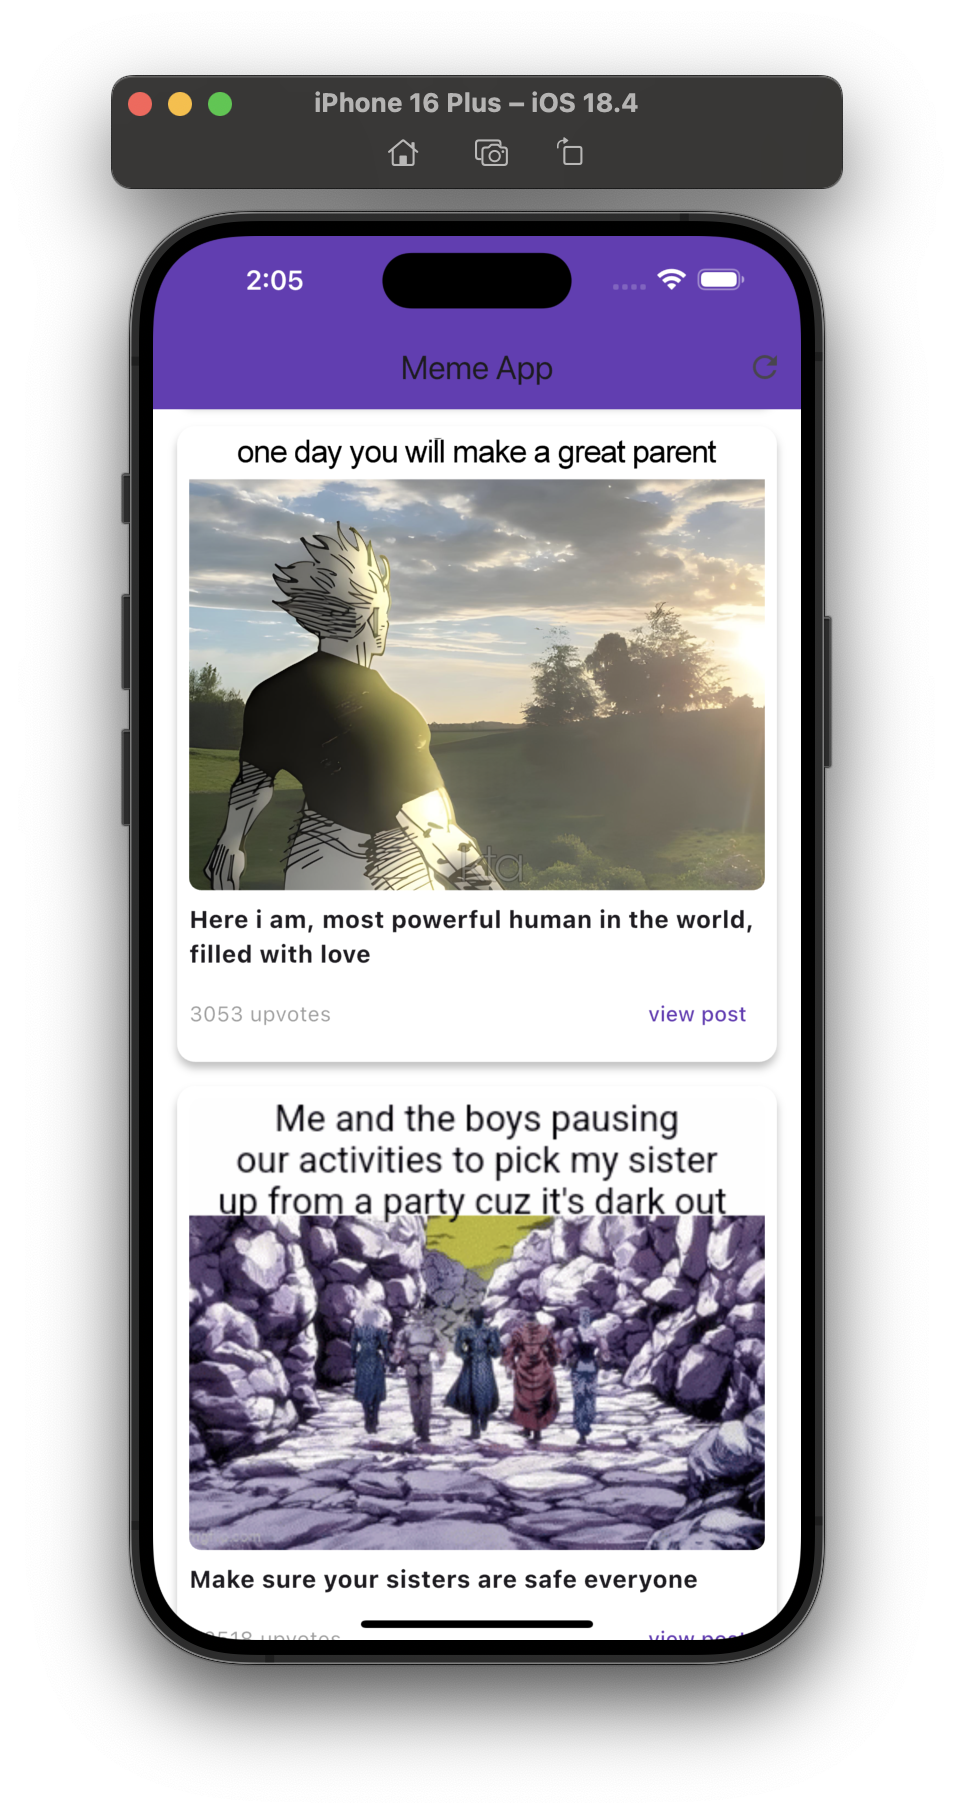 iPhone 16 Plus – iOS 18.4
2:05
Meme App
one day you will make a great parent
kta
Here i am, most powerful human in the world,
filled with love
3053 upvotes
view post
Me and the boys pausing
our activities to pick my sister
up from a party cuz it's dark out
Make sure your sisters are safe everyone
upvotes
view post